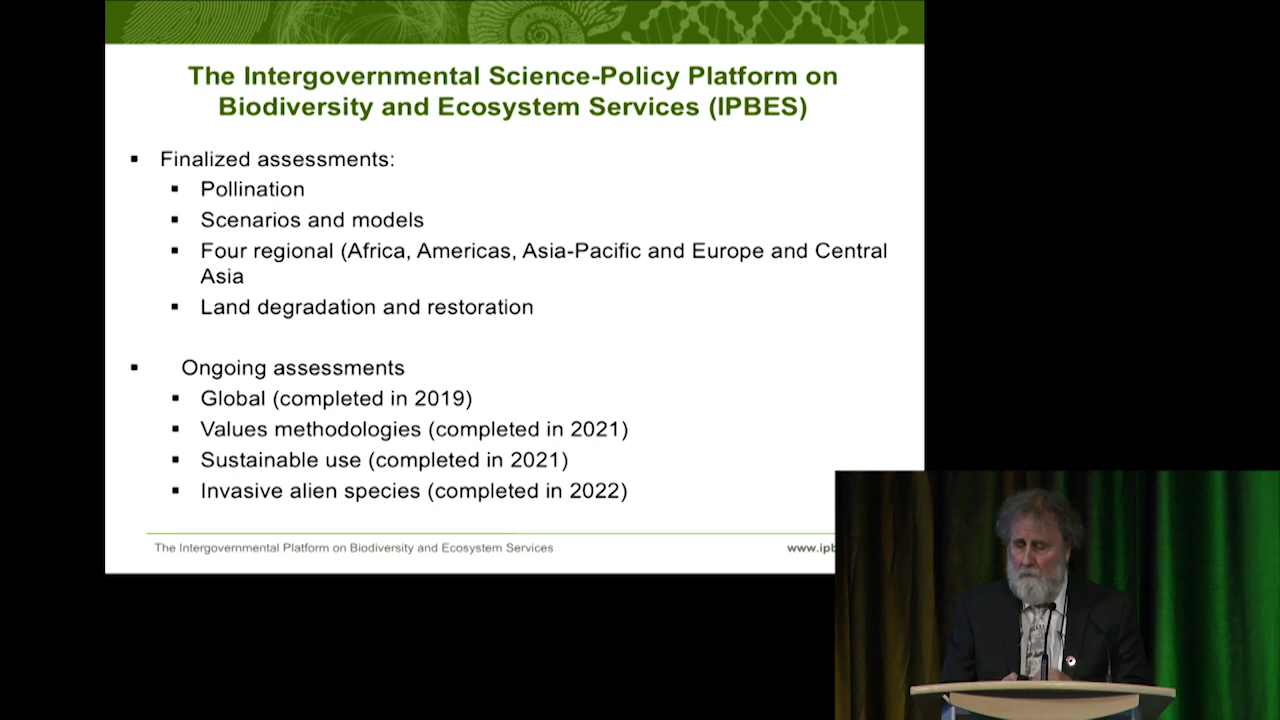 The Intergovernmental Science-Policy Platform on
Biodiversity and Ecosystem Services (IPBES)
▪ Finalized assessments:
▪ Pollination
▪ Scenarios and models
▪ Four regional (Africa, Americas, Asia-Pacific and Europe and Central
Asia
▪ Land degradation and restoration
▪ Ongoing assessments
▪ Global (completed in 2019)
▪ Values methodologies (completed in 2021)
▪ Sustainable use (completed in 2021)
▪ Invasive alien species (completed in 2022)
The Intergovernmental Platform on Biodiversity and Ecosystem Services